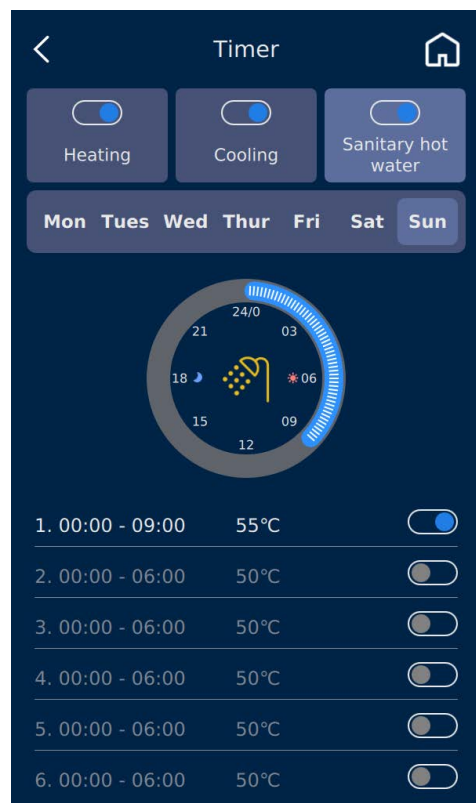 Timer
Heating
Cooling
Sanitary hot
water
Mon Tues Wed Thur Fri Sat Sun
24/0
21
03
18
06
15
09
12
1. 00:00 - 09:00 55℃
2. 00:00 - 06:00 50℃
3. 00:00 - 06:00 50℃
4. 00:00 - 06:00 50℃
5. 00:00 - 06:00 50℃
6. 00:00 - 06:00 50℃